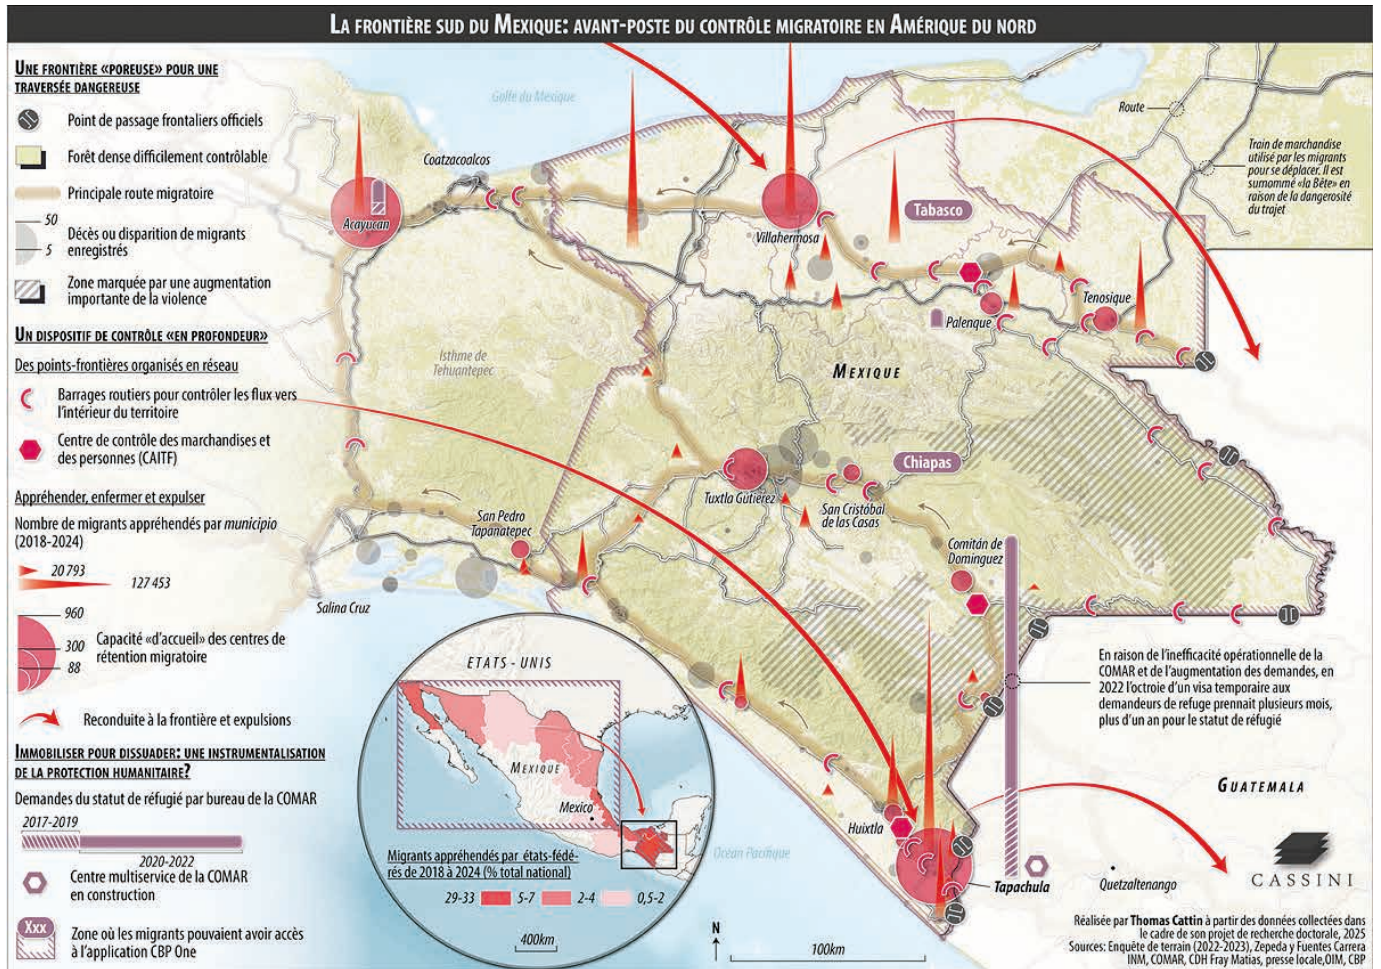 LA FRONTIÈRE SUD DU MEXIQUE: AVANT-POSTE DU CONTRÔLE MIGRATOIRE EN AMÉRIQUE DU NORD
UNE FRONTIÈRE «POREUSE» POUR UNE
TRAVERSÉE DANGEREUSE
Point de passage frontaliers officiels
Forêt dense difficilement contrôlable
Principale route migratoire
50
5
Décès ou disparition de migrants
enregistrés
Zone marquée par une augmentation
importante de la violence
UN DISPOSITIF DE CONTRÔLE «EN PROFONDEUR»
Des points-frontières organisés en réseau
Barrages routiers pour contrôler les flux vers
l'intérieur du territoire
Centre de contrôle des marchandises et
des personnes (CAITF)
Appréhender, enfermer et expulser
Nombre de migrants appréhendés par municipio
(2018-2024)
20 793
127 453
960
300
88
Capacité «d'accueil» des centres de
rétention migratoire
Reconduite à la frontière et expulsions
IMMOBILISER POUR DISSUADER: UNE INSTRUMENTALISATION
DE LA PROTECTION HUMANITAIRE?
Demandes du statut de réfugié par bureau de la COMAR
2017-2019
2020-2022
Centre multiservice de la COMAR
en construction
Xxx
Zone où les migrants pouvaient avoir accès
à l'application CBP One
Golfe du Mexique
Coatzacoalcos
Acayucan
Villahermosa
Tabasco
Route
Train de marchandise
utilisé par les migrants
pour se déplacer. Il est
surnommé «la Bête» en
raison de la dangerosité
du trajet
Palenque
Tenosique
Isthme de
Tehuantepec
MEXIQUE
Chiapas
Tuxtla Gutierez
San Cristóbal
de las Casas
San Pedro
Tapanatepec
Comitán de
Dominguez
Salina Cruz
En raison de l'inefficacité opérationnelle de la
COMAR et de l'augmentation des demandes, en
2022 l'octroie d'un visa temporaire aux
demandeurs de refuge prennait plusieurs mois,
plus d'un an pour le statut de réfugié
GUATEMALA
Huixtla
Tapachula
Quetzaltenango
Océan Pacifique
ETATS-UNIS
MEXIQUE
Mexico
Migrants appréhendés par états-fédé-
rés de 2018 à 2024 (% total national)
29-33
5-7
2-4
0,5-2
400km
N
100km
CASSINI
Réalisée par Thomas Cattin à partir des données collectées dans
le cadre de son projet de recherche doctorale, 2025
Sources: Enquête de terrain (2022-2023), Zepeda y Fuentes Carrera
INM, COMAR, CDH Fray Matias, presse locale,OIM, CBP